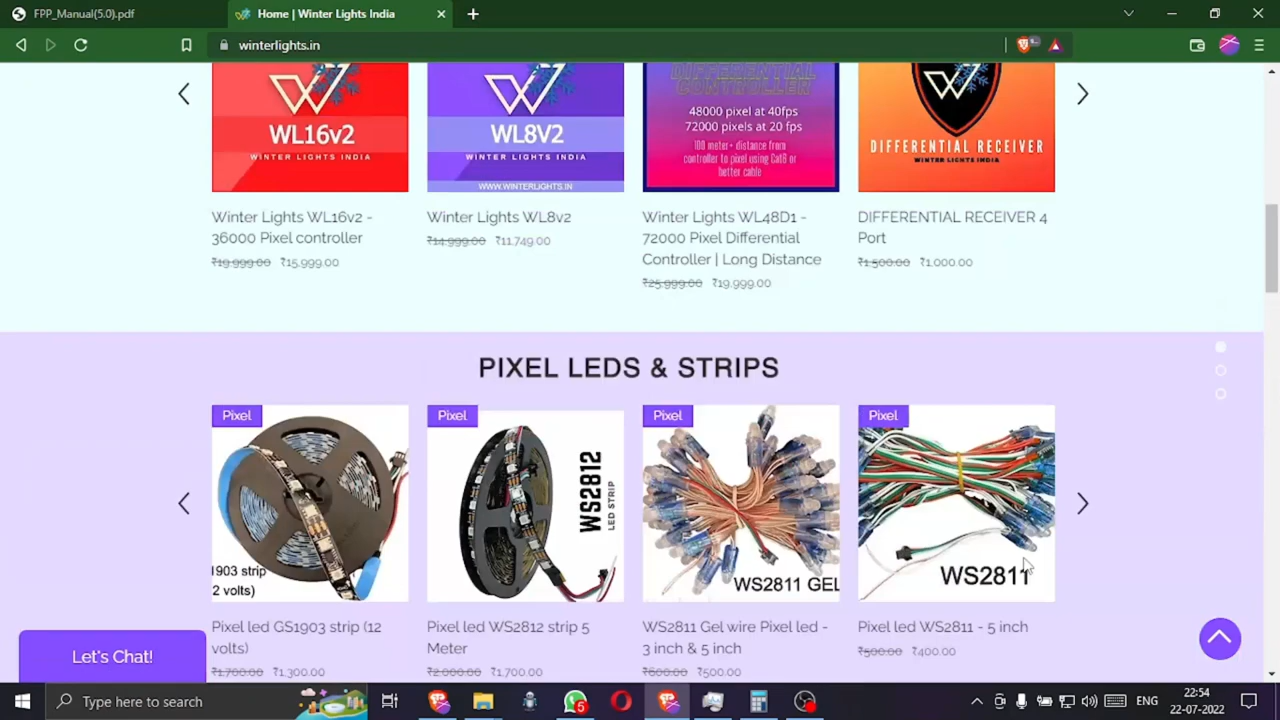 FPP_Manual(5.0).pdf
Home | Winter Lights India
winterlights.in
WL16v2
WINTER LIGHTS INDIA
WL8V2
WINTER LIGHTS INDIA
WWW.WINTERLIGHTS.IN
DIFFERENTIAL
CONTROLLER
48000 pixel at 40fps
72000 pixels at 20 fps
100 meter+ distance from
controller to pixel using Cat6 or
better cable
DIFFERENTIAL RECEIVER
WINTER LIGHTS INDIA
Winter Lights WL16v2 -
36000 Pixel controller
₹19,999.00 ₹15,999.00
Winter Lights WL8v2
₹14,999.00 ₹11,749.00
Winter Lights WL48D1 -
72000 Pixel Differential
Controller | Long Distance
₹25,999.00 ₹19,999.00
DIFFERENTIAL RECEIVER 4
Port
₹1,500.00 ₹1,000.00
PIXEL LEDS & STRIPS
Pixel
1903 strip
2 volts)
Pixel led GS1903 strip (12
volts)
₹1,700.00 ₹1,300.00
Pixel
WS2812
LED STRIP
Pixel led WS2812 strip 5
Meter
₹2,000.00 ₹1,700.00
Pixel
WS2811 GEL
WS2811 Gel wire Pixel led -
3 inch & 5 inch
₹600.00 ₹500.00
Pixel
WS2811
Pixel led WS2811 - 5 inch
₹500.00 ₹400.00
Let's Chat!
Type here to search
5
ENG
22:54
22-07-2022